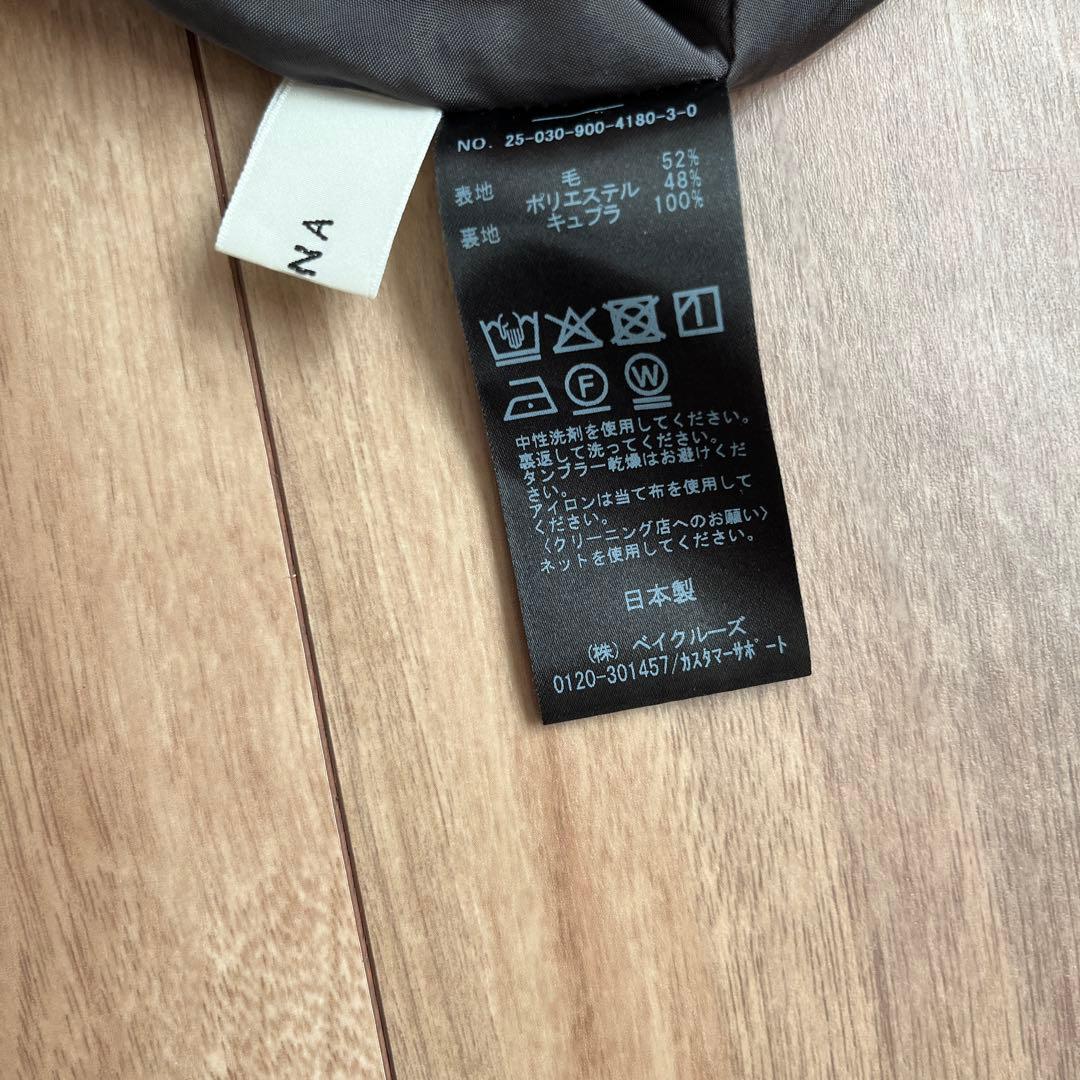 NA
NO. 25-030-900-4180-3-0
表地 毛 52%
ポリエステル 48%
裏地 キュプラ 100%
F W
中性洗剤を使用してください。
裏返して洗ってください。
タンブラー乾燥はお避けくだ
さい。
アイロンは当て布を使用して
ください。
〈クリーニング店へのお願い〉
ネットを使用してください。
日本製
(株) ベイクルーズ
0120-301457/カスタマーサポート